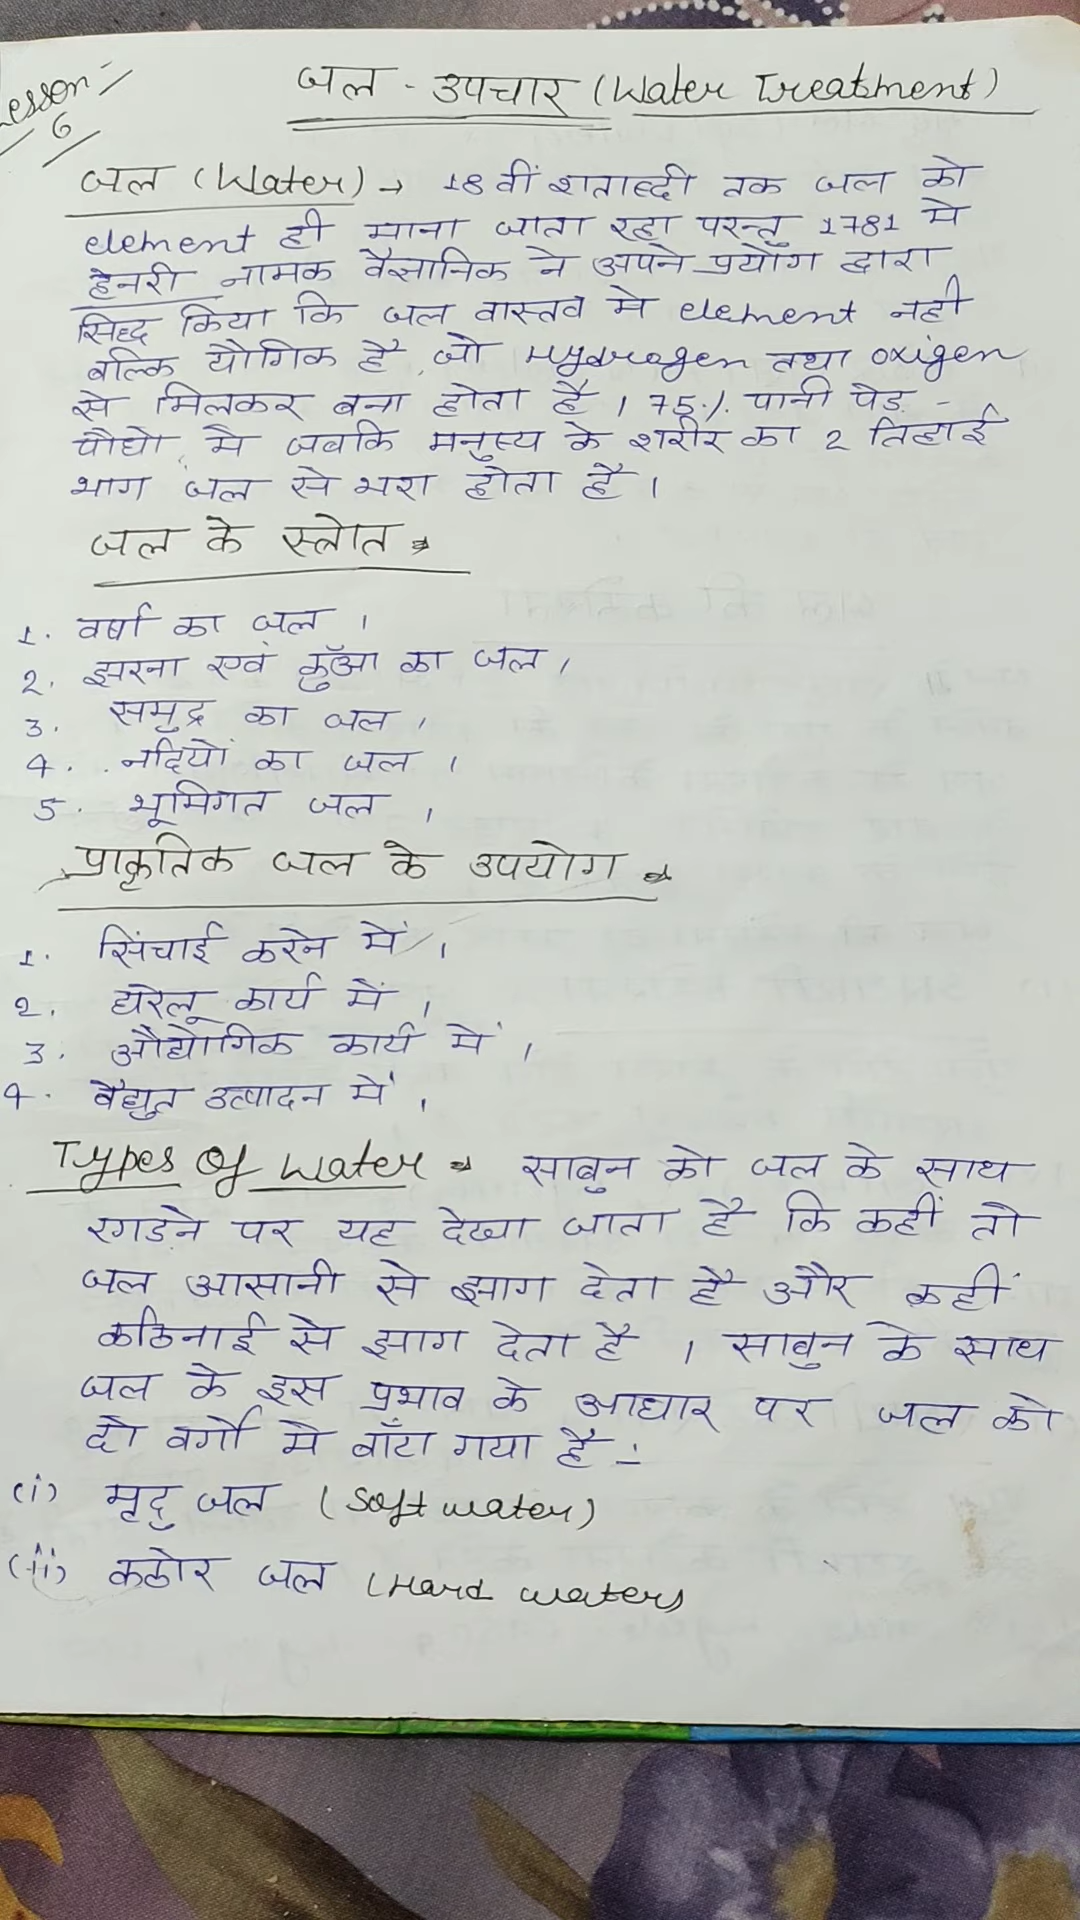 Lesson - 6
जल - उपचार (Water Treatment)
जल (Water) → 18 वीं शताब्दी तक जल को
element ही माना जाता रहा परन्तु 1781 मे
हेनरी नामक वैज्ञानिक ने अपने प्रयोग द्वारा
सिद्ध किया कि जल वास्तव मे element नही
बल्कि यौगिक है, जो Hydrogen तथा oxigen
से मिलकर बना होता है। 75% पानी पेड़ -
पौधो मे जबकि मनुष्य के शरीर का 2 तिहाई
भाग जल से भरा होता है।
जल के स्त्रोत →
1. वर्षा का जल।
2. झरना एवं कुँआ का जल।
3. समुद्र का जल।
4. नदियों का जल।
5. भूमिगत जल।
प्राकृतिक जल के उपयोग →
1. सिंचाई करने में।
2. घरेलू कार्य में।
3. औद्योगिक कार्य में।
4. वैद्युत उत्पादन में।
Types Of Water → साबुन को जल के साथ
रगड़ने पर यह देखा जाता है कि कहीं तो
जल आसानी से झाग देता है और कहीं
कठिनाई से झाग देता है। साबुन के साथ
जल के इस प्रभाव के आधार पर जल को
दो वर्गो मे बाँटा गया है :-
(i) मृदु जल (Soft water)
(ii) कठोर जल (Hard water)